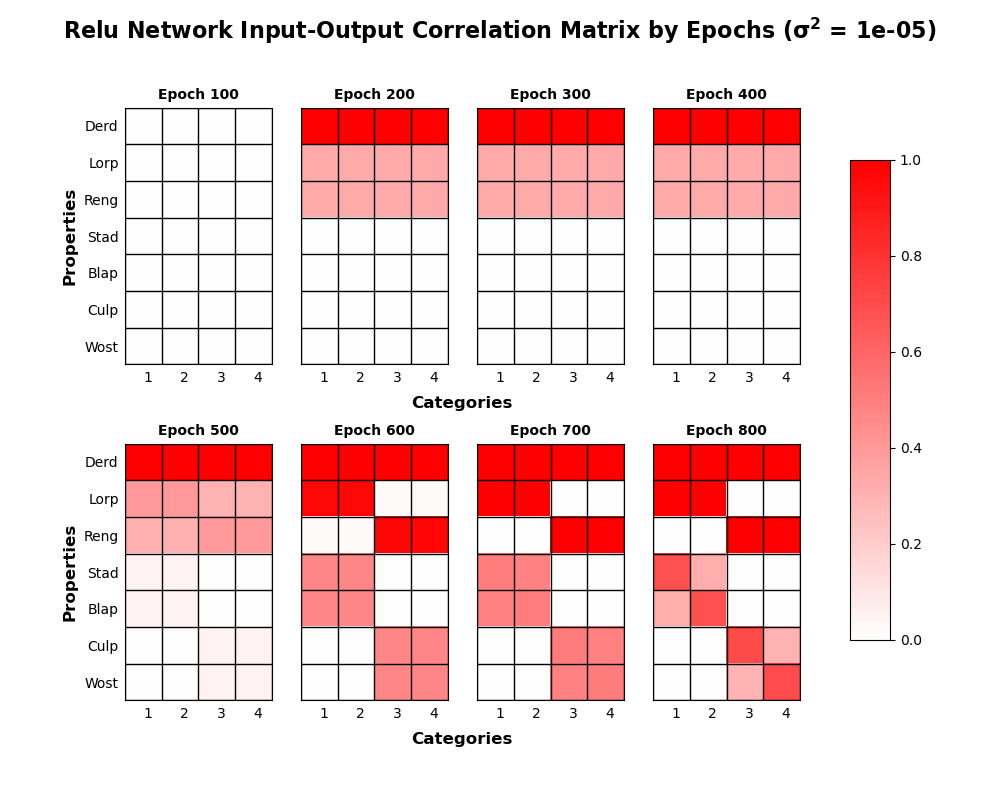 Relu Network Input-Output Correlation Matrix by Epochs (σ² = 1e-05)
Epoch 100 Epoch 200 Epoch 300 Epoch 400
Properties
Derd
Lorp
Reng
Stad
Blap
Culp
Wost
1 2 3 4 1 2 3 4 1 2 3 4 1 2 3 4
Categories
Epoch 500 Epoch 600 Epoch 700 Epoch 800
Properties
Derd
Lorp
Reng
Stad
Blap
Culp
Wost
1 2 3 4 1 2 3 4 1 2 3 4 1 2 3 4
Categories
1.0
0.8
0.6
0.4
0.2
0.0